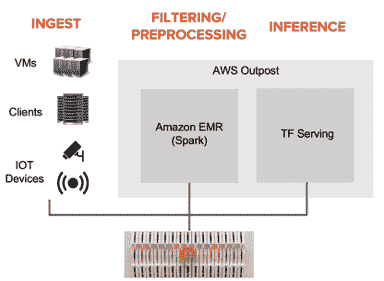 INGEST
FILTERING/
PREPROCESSING
INFERENCE
VMs
Clients
IOT
Devices
AWS Outpost
Amazon EMR
(Spark)
TF Serving